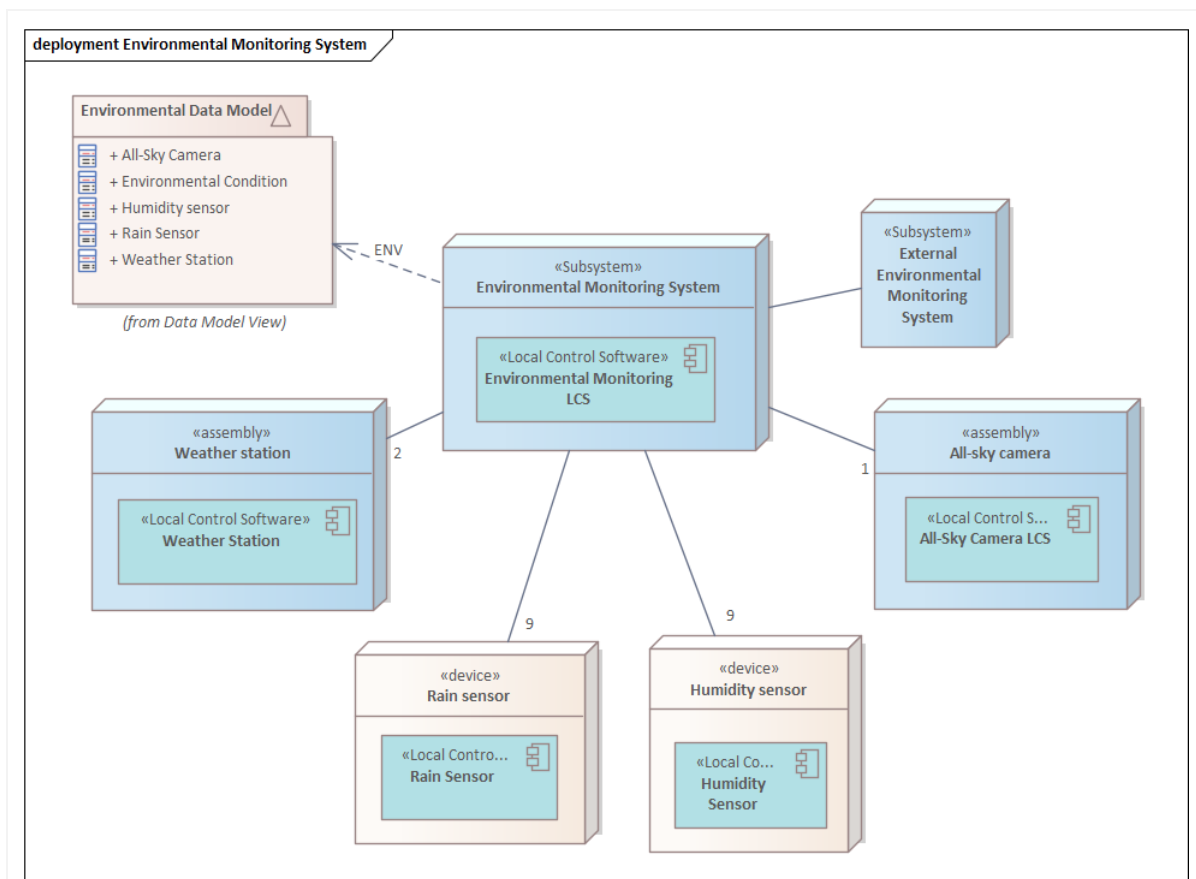 deployment Environmental Monitoring System
Environmental Data Model
+ All-Sky Camera
+ Environmental Condition
+ Humidity sensor
+ Rain Sensor
+ Weather Station
(from Data Model View)
ENV
«Subsystem»
Environmental Monitoring System
«Local Control Software»
Environmental Monitoring
LCS
«Subsystem»
External
Environmental
Monitoring
System
«assembly»
Weather station
«Local Control Software»
Weather Station
2
«assembly»
All-sky camera
«Local Control S...
All-Sky Camera LCS
1
9
«device»
Rain sensor
«Local Contro...
Rain Sensor
9
«device»
Humidity sensor
«Local Co...
Humidity
Sensor